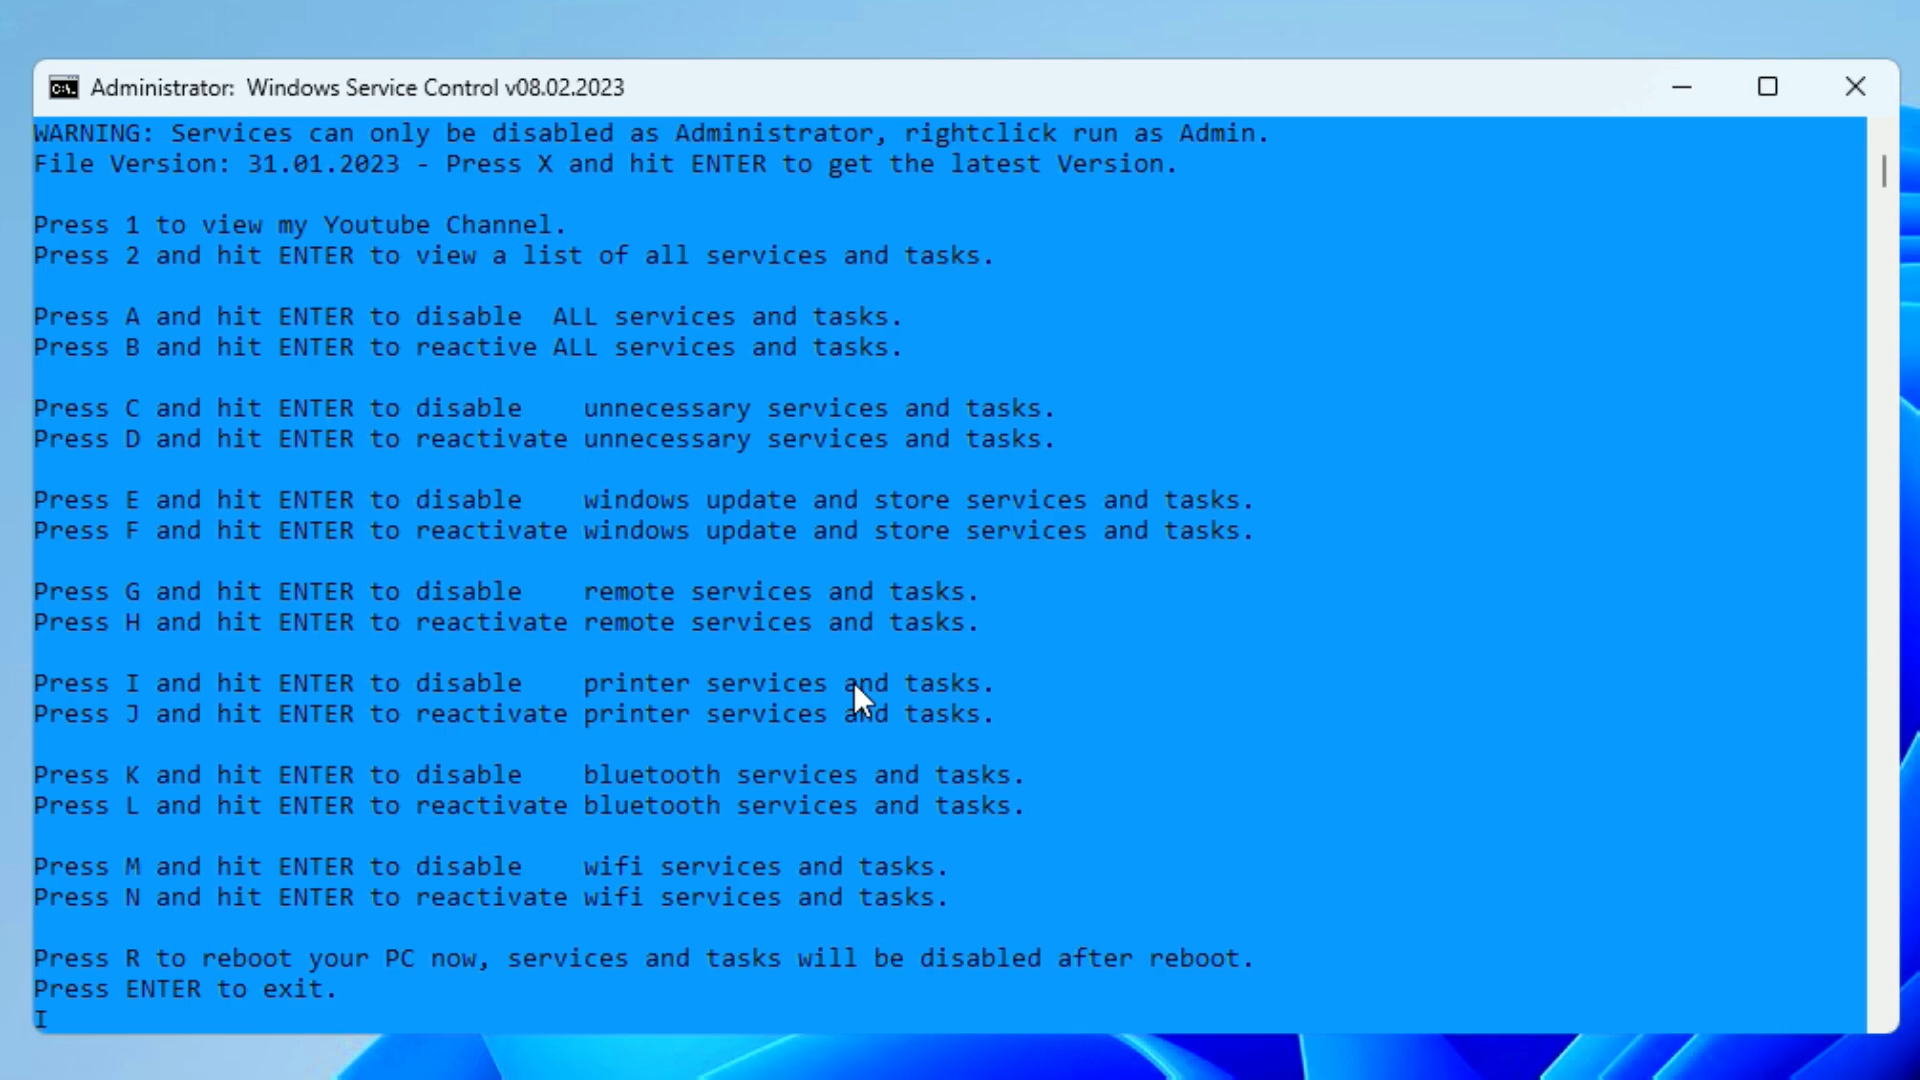 Administrator: Windows Service Control v08.02.2023
WARNING: Services can only be disabled as Administrator, rightclick run as Admin.
File Version: 31.01.2023 - Press X and hit ENTER to get the latest Version.
Press 1 to view my Youtube Channel.
Press 2 and hit ENTER to view a list of all services and tasks.
Press A and hit ENTER to disable  ALL services and tasks.
Press B and hit ENTER to reactive ALL services and tasks.
Press C and hit ENTER to disable    unnecessary services and tasks.
Press D and hit ENTER to reactivate unnecessary services and tasks.
Press E and hit ENTER to disable    windows update and store services and tasks.
Press F and hit ENTER to reactivate windows update and store services and tasks.
Press G and hit ENTER to disable    remote services and tasks.
Press H and hit ENTER to reactivate remote services and tasks.
Press I and hit ENTER to disable    printer services and tasks.
Press J and hit ENTER to reactivate printer services and tasks.
Press K and hit ENTER to disable    bluetooth services and tasks.
Press L and hit ENTER to reactivate bluetooth services and tasks.
Press M and hit ENTER to disable    wifi services and tasks.
Press N and hit ENTER to reactivate wifi services and tasks.
Press R to reboot your PC now, services and tasks will be disabled after reboot.
Press ENTER to exit.
I